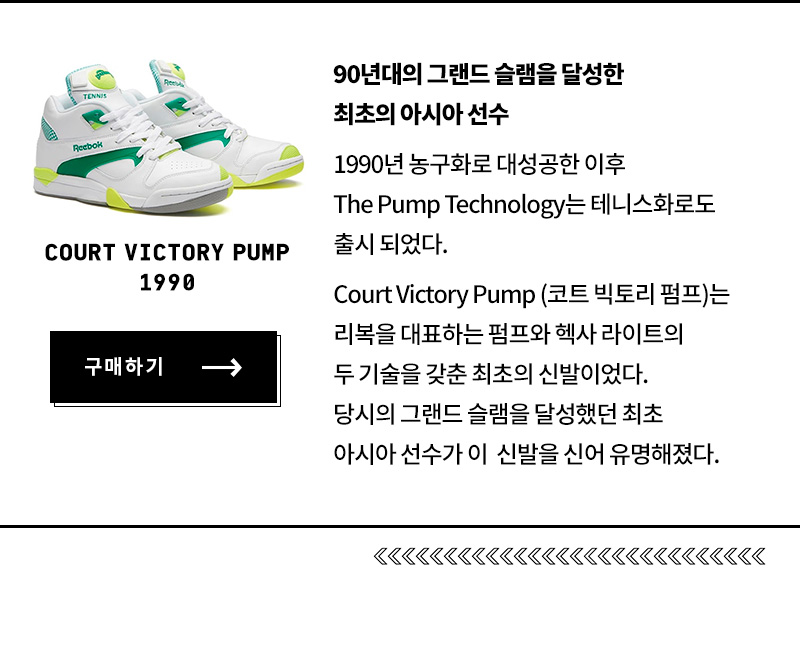 TENNIS
Reebok
Reebok
COURT VICTORY PUMP
1990
구매하기
90년대의 그랜드 슬램을 달성한
최초의 아시아 선수
1990년 농구화로 대성공한 이후
The Pump Technology는 테니스화로도
출시 되었다.
Court Victory Pump (코트 빅토리 펌프)는
리복을 대표하는 펌프와 헥사 라이트의
두 기술을 갖춘 최초의 신발이었다.
당시의 그랜드 슬램을 달성했던 최초
아시아 선수가 이 신발을 신어 유명해졌다.